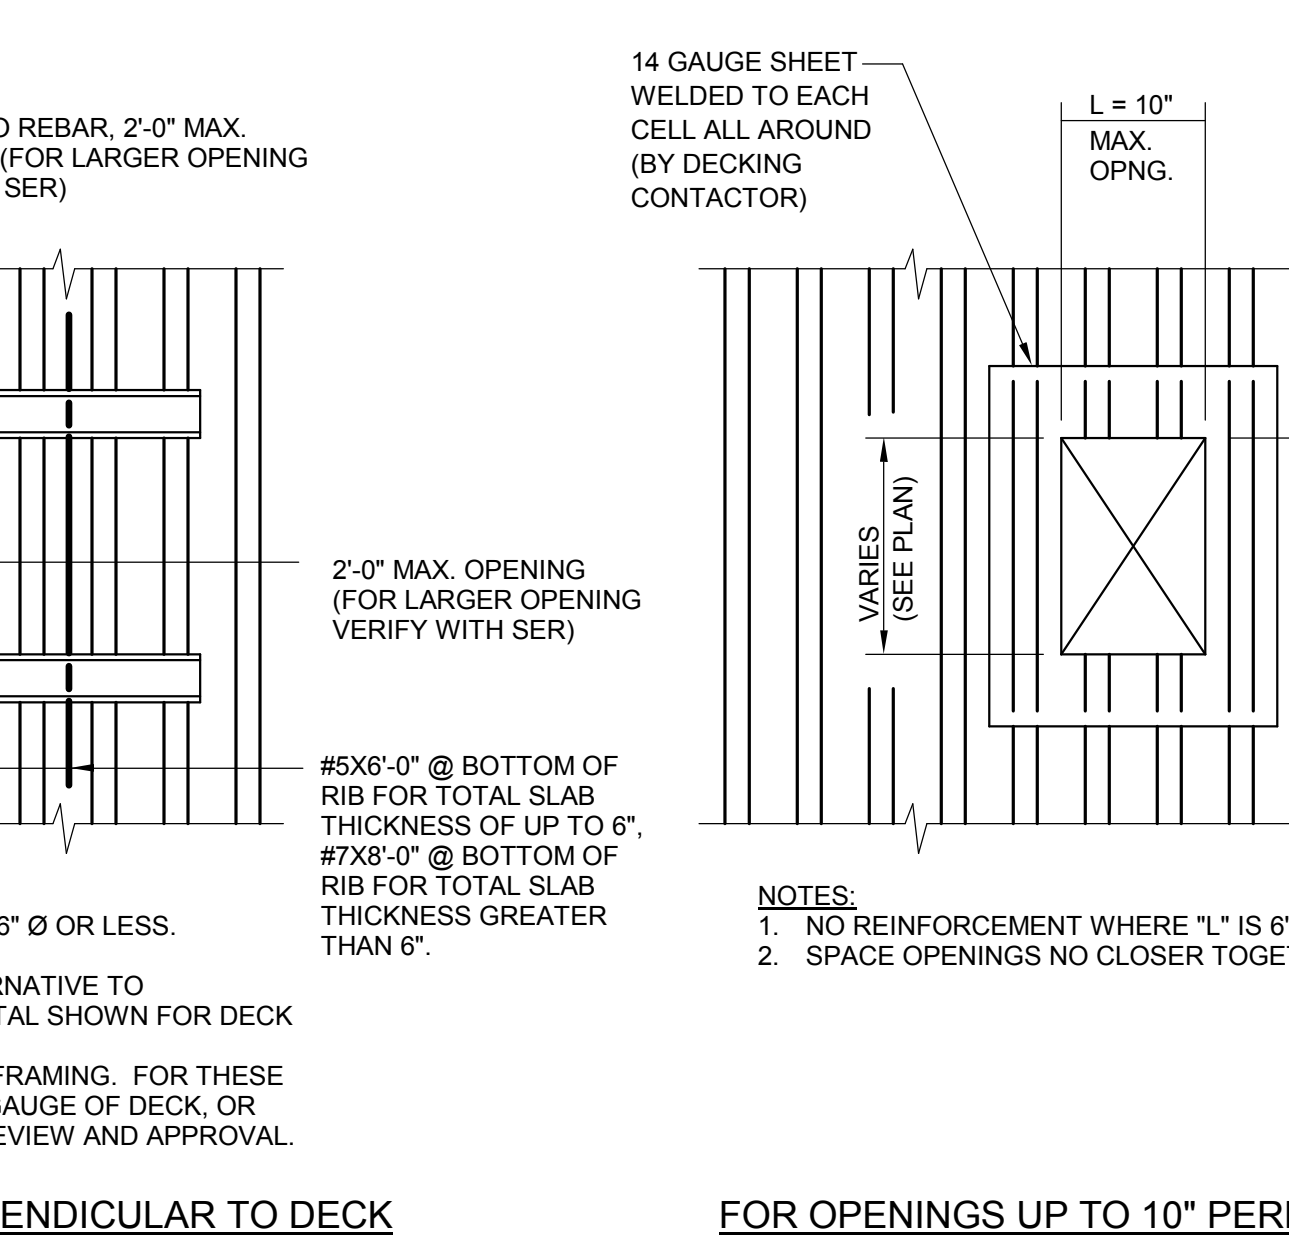 REBAR, 2'-0" MAX.
(FOR LARGER OPENING
SER)
14 GAUGE SHEET
WELDED TO EACH
CELL ALL AROUND
(BY DECKING
CONTACTOR)
L = 10"
MAX.
OPNG.
VARIES
(SEE PLAN)
2'-0" MAX. OPENING
(FOR LARGER OPENING
VERIFY WITH SER)
#5X6'-0" @ BOTTOM OF
RIB FOR TOTAL SLAB
THICKNESS OF UP TO 6",
#7X8'-0" @ BOTTOM OF
RIB FOR TOTAL SLAB
THICKNESS GREATER
THAN 6".
6" Ø OR LESS.
RNATIVE TO
TAL SHOWN FOR DECK
FRAMING. FOR THESE
GAUGE OF DECK, OR
EVIEW AND APPROVAL.
NOTES:
1. NO REINFORCEMENT WHERE "L" IS 6"
2. SPACE OPENINGS NO CLOSER TOGE
ENDICULAR TO DECK
FOR OPENINGS UP TO 10" PER